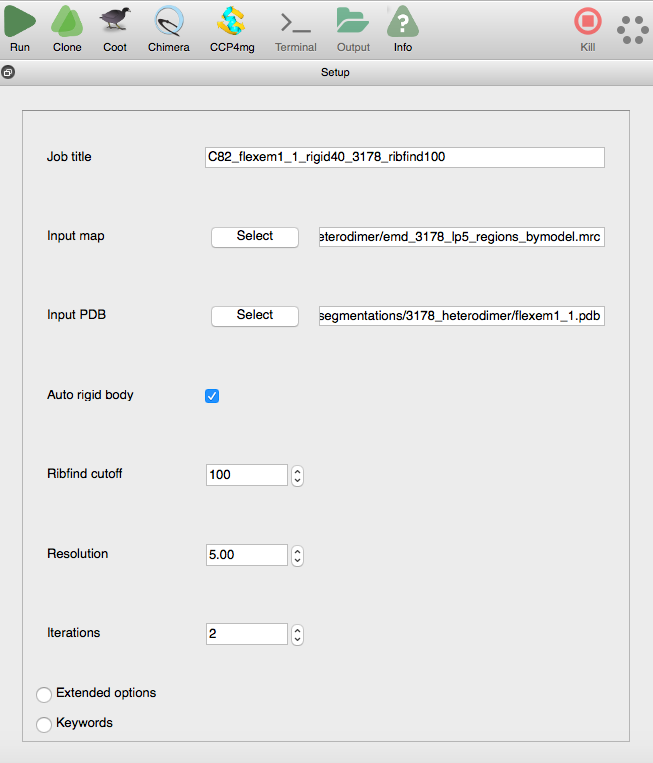 Run Clone Coot Chimera CCP4mg Terminal Output Info Kill
Setup
Job title C82_flexem1_1_rigid40_3178_ribfind100
Input map Select eterodimer/emd_3178_lp5_regions_bymodel.mrc
Input PDB Select segmentations/3178_heterodimer/flexem1_1.pdb
Auto rigid body
Ribfind cutoff 100
Resolution 5.00
Iterations 2
Extended options
Keywords